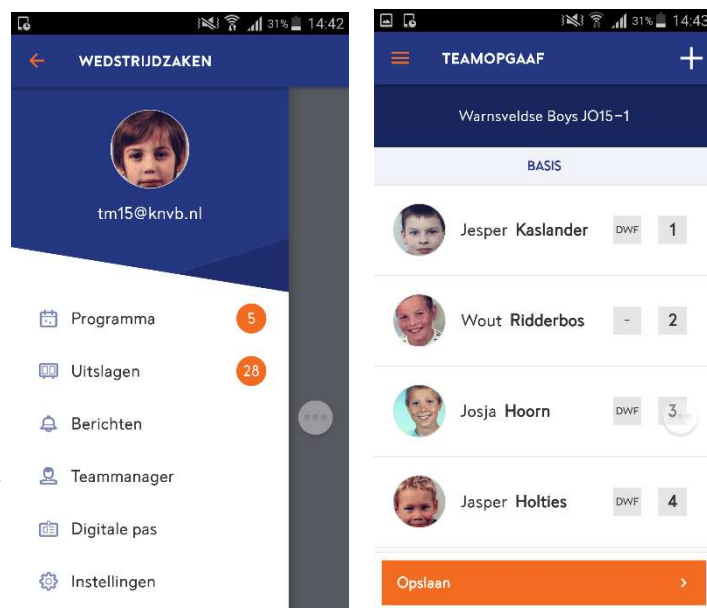 31% 14:42
WEDSTRIJDZAKEN
tm15@knvb.nl
Programma 5
Uitslagen 28
Berichten
Teammanager
Digitale pas
Instellingen
31% 14:43
TEAMOPGAAF
Warnsveldse Boys JO15-1
BASIS
Jesper Kaslander DWF 1
Wout Ridderbos - 2
Josja Hoorn DWF 3
Jasper Holties DWF 4
Opslaan